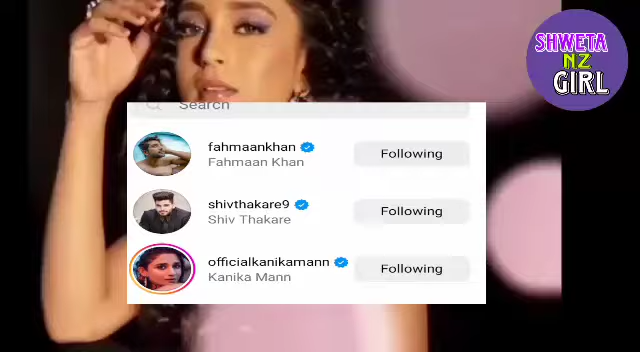 SHWETA
NZ
GIRL
Search
fahmaankhan
Fahmaan Khan
Following
shivthakare9
Shiv Thakare
Following
officialkanikamann
Kanika Mann
Following